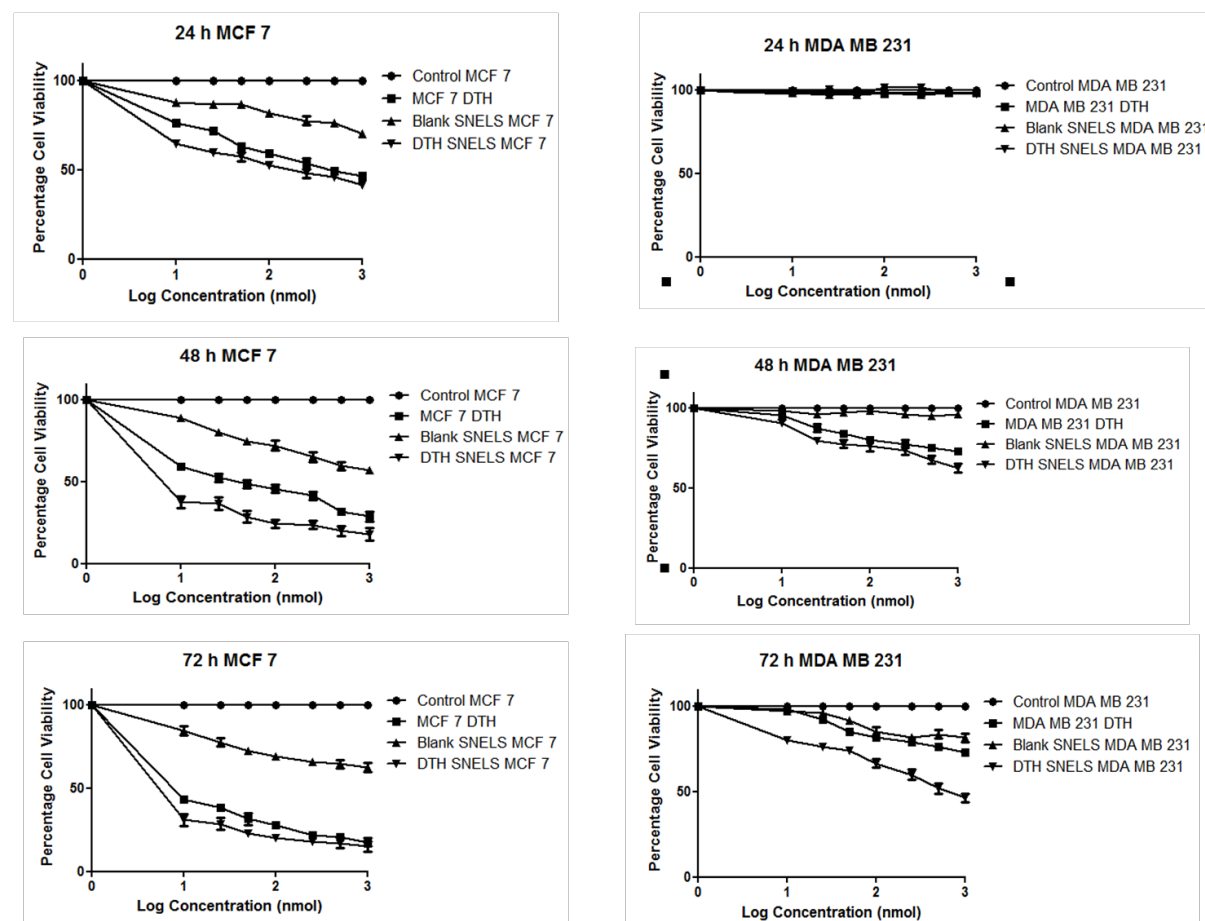 24 h MCF 7
Percentage Cell Viability
100
50
0
0 1 2 3
Log Concentration (nmol)
Control MCF 7
MCF 7 DTH
Blank SNELS MCF 7
DTH SNELS MCF 7
24 h MDA MB 231
Percentage Cell Viability
100
50
0
0 1 2 3
Log Concentration (nmol)
Control MDA MB 231
MDA MB 231 DTH
Blank SNELS MDA MB 231
DTH SNELS MDA MB 231
48 h MCF 7
Percentage Cell Viability
100
50
0
0 1 2 3
Log Concentration (nmol)
Control MCF 7
MCF 7 DTH
Blank SNELS MCF 7
DTH SNELS MCF 7
48 h MDA MB 231
Percentage Cell Viability
100
50
0
0 1 2 3
Log Concentration (nmol)
Control MDA MB 231
MDA MB 231 DTH
Blank SNELS MDA MB 231
DTH SNELS MDA MB 231
72 h MCF 7
Percentage Cell Viability
100
50
0
0 1 2 3
Log Concentration (nmol)
Control MCF 7
MCF 7 DTH
Blank SNELS MCF 7
DTH SNELS MCF 7
72 h MDA MB 231
Percentage Cell Viability
100
50
0
0 1 2 3
Log Concentration (nmol)
Control MDA MB 231
MDA MB 231 DTH
Blank SNELS MDA MB 231
DTH SNELS MDA MB 231